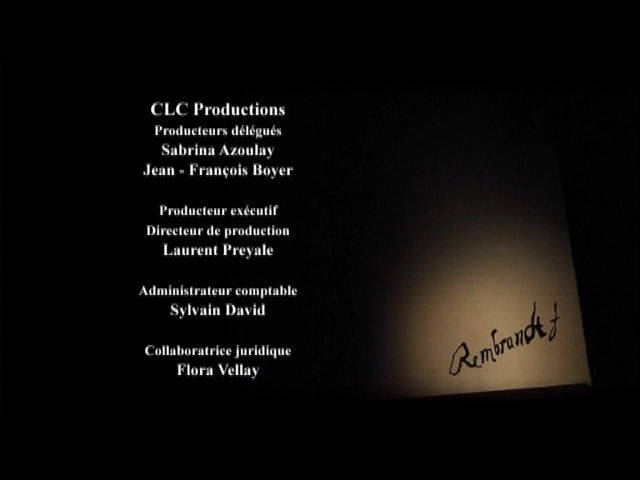 CLC Productions
Producteurs délégués
Sabrina Azoulay
Jean - François Boyer
Producteur exécutif
Directeur de production
Laurent Preyale
Administrateur comptable
Sylvain David
Collaboratrice juridique
Flora Vellay
Rembrandt f